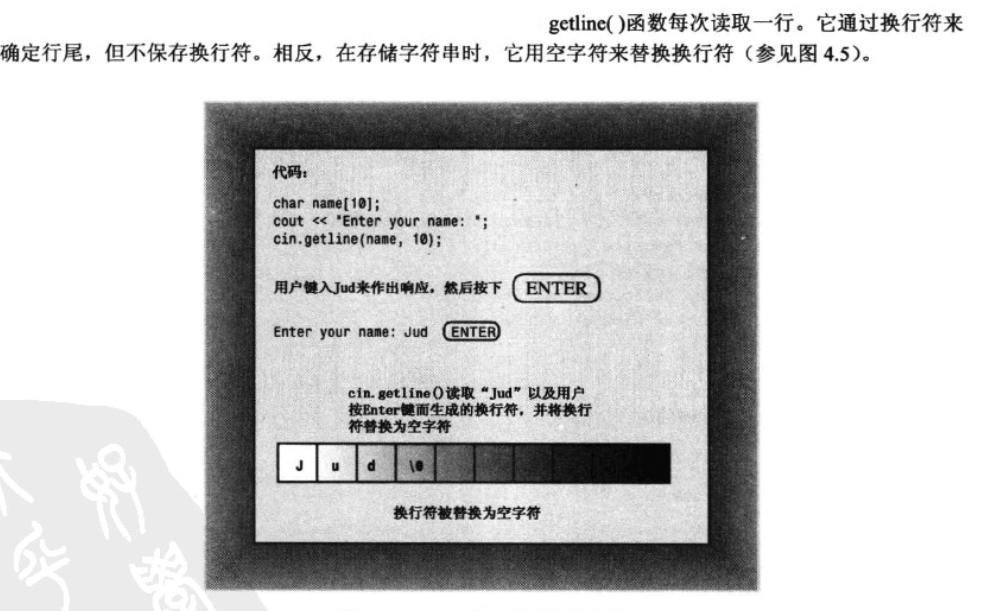 getline( )函数每次读取一行。它通过换行符来
确定行尾，但不保存换行符。相反，在存储字符串时，它用空字符来替换换行符（参见图 4.5）。
代码：
char name[10];
cout << "Enter your name: ";
cin.getline(name, 10);
用户键入Jud来作出响应，然后按下 ENTER
Enter your name: Jud ENTER
cin.getline()读取“Jud”以及用户
按Enter键而生成的换行符，并将换行
符替换为空字符
J u d \0
换行符被替换为空字符